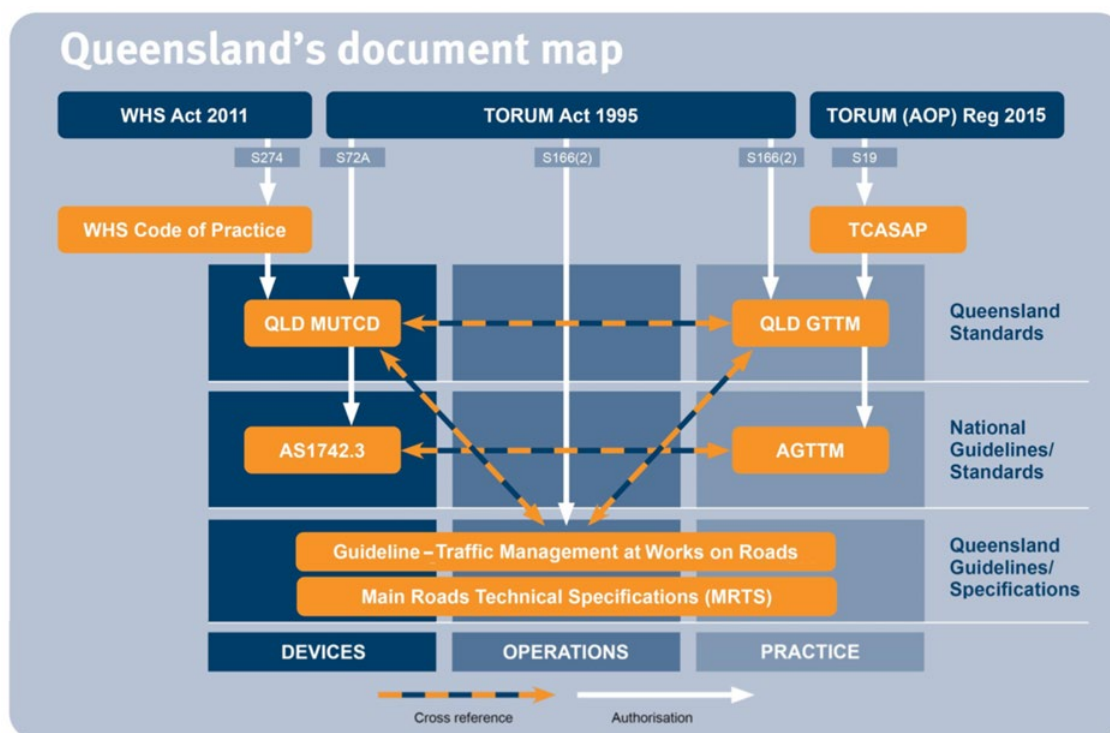 Queensland's document map
WHS Act 2011
TORUM Act 1995
TORUM (AOP) Reg 2015
S274
S72A
S166(2)
S166(2)
S19
WHS Code of Practice
TCASAP
QLD MUTCD
QLD GTTM
Queensland
Standards
AS1742.3
AGTTM
National
Guidelines/
Standards
Guideline – Traffic Management at Works on Roads
Main Roads Technical Specifications (MRTS)
Queensland
Guidelines/
Specifications
DEVICES
OPERATIONS
PRACTICE
Cross reference
Authorisation